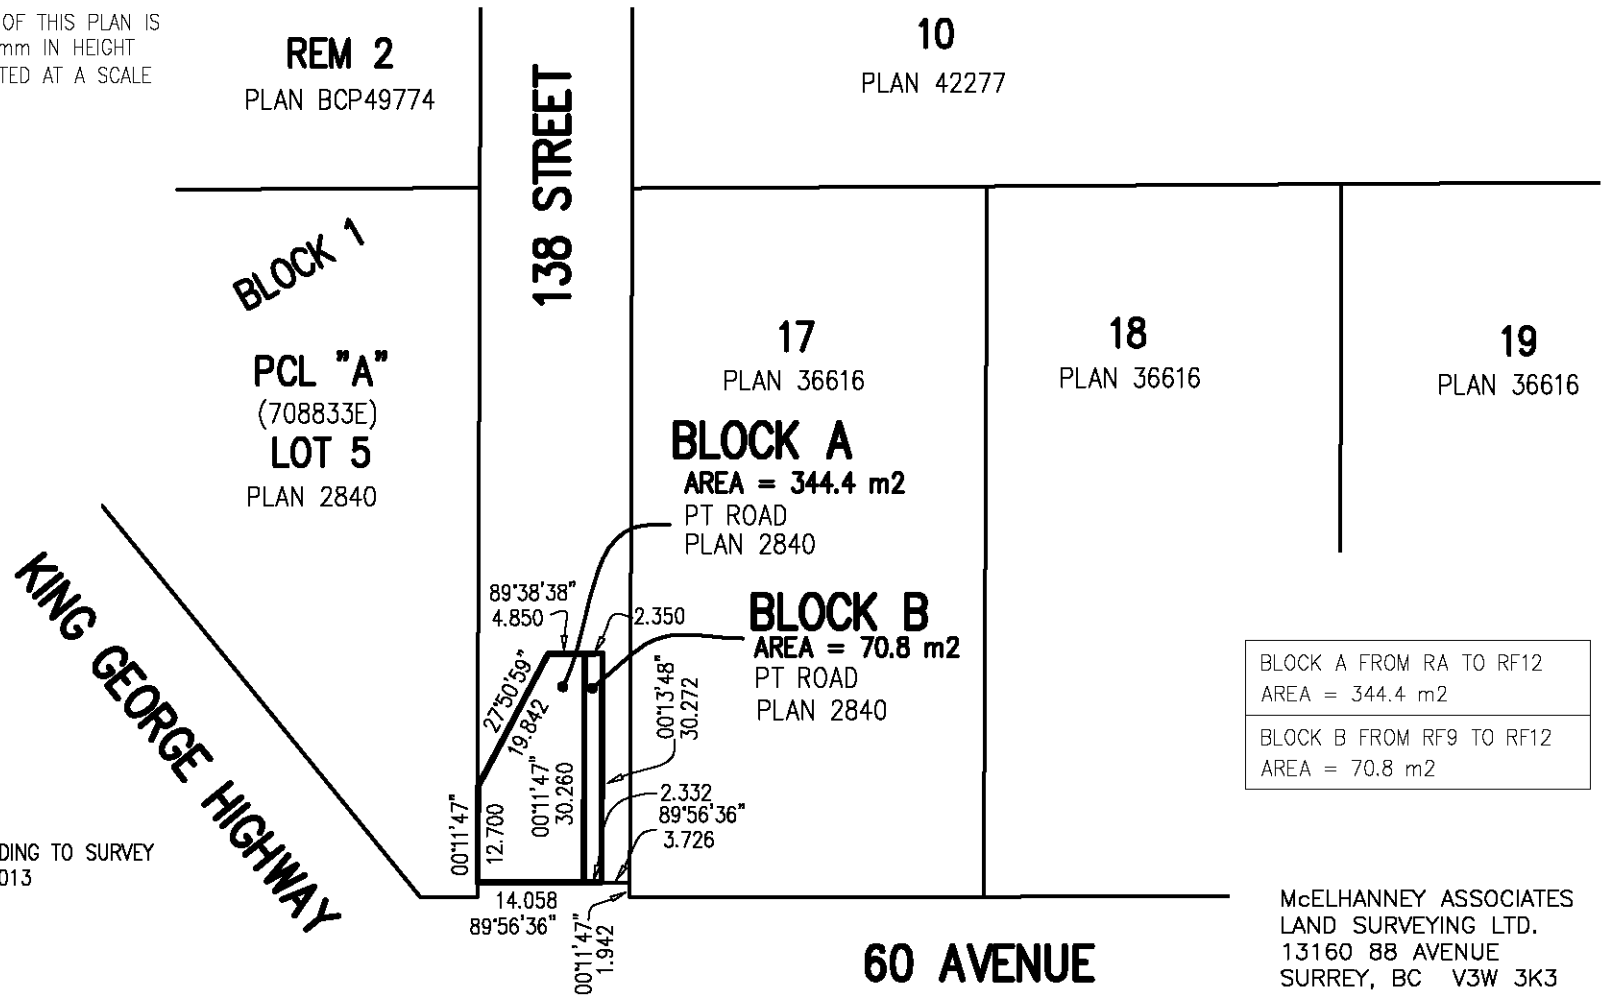 OF THIS PLAN IS
mm IN HEIGHT
TED AT A SCALE
REM 2
PLAN BCP49774
138 STREET
10
PLAN 42277
BLOCK 1
PCL "A"
(708833E)
LOT 5
PLAN 2840
17
PLAN 36616
18
PLAN 36616
19
PLAN 36616
BLOCK A
AREA = 344.4 m2
PT ROAD
PLAN 2840
BLOCK B
AREA = 70.8 m2
PT ROAD
PLAN 2840
89°38'38"
4.850
2.350
27°50'59"
19.842
00°13'48"
30.272
00°11'47"
30.260
00°11'47"
12.700
2.332
89°56'36"
3.726
14.058
89°56'36"
00°11'47"
1.942
KING GEORGE HIGHWAY
DING TO SURVEY
013
60 AVENUE
BLOCK A FROM RA TO RF12
AREA = 344.4 m2
BLOCK B FROM RF9 TO RF12
AREA = 70.8 m2
McELHANNEY ASSOCIATES
LAND SURVEYING LTD.
13160 88 AVENUE
SURREY, BC V3W 3K3